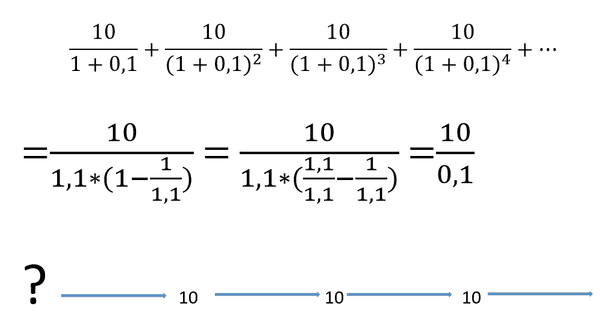 10/(1 + 0,1) + 10/(1 + 0,1)² + 10/(1 + 0,1)³ + 10/(1 + 0,1)⁴ + ⋯
=10/(1,1*(1−1/1,1)) = 10/(1,1*(1,1/1,1−1/1,1)) =10/0,1
? 10 10 10